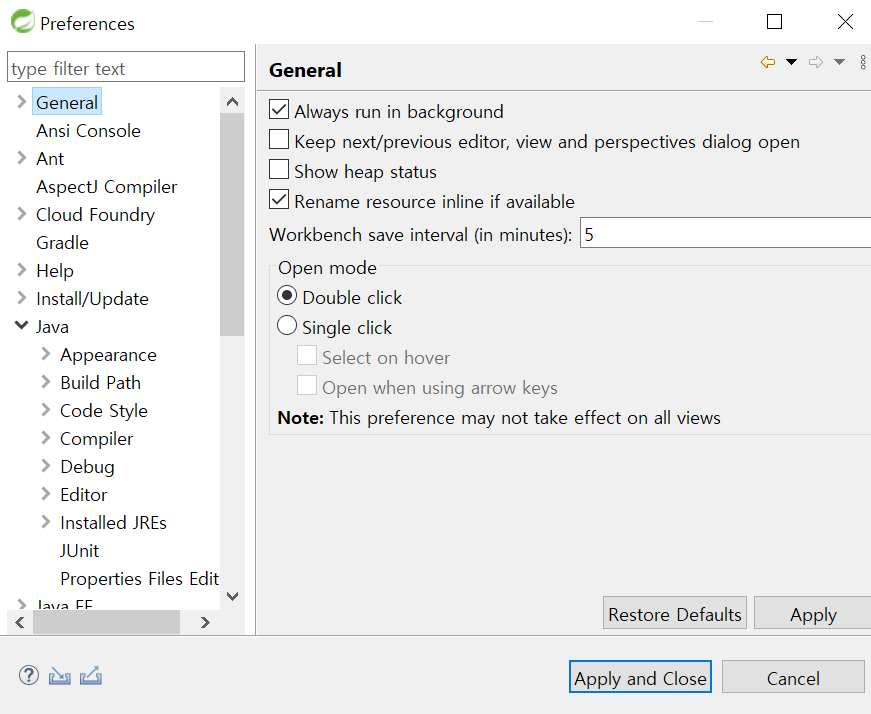 Preferences
type filter text
General
Ansi Console
Ant
AspectJ Compiler
Cloud Foundry
Gradle
Help
Install/Update
Java
Appearance
Build Path
Code Style
Compiler
Debug
Editor
Installed JREs
JUnit
Properties Files Edit
Java EE
General
Always run in background
Keep next/previous editor, view and perspectives dialog open
Show heap status
Rename resource inline if available
Workbench save interval (in minutes): 5
Open mode
Double click
Single click
Select on hover
Open when using arrow keys
Note: This preference may not take effect on all views
Restore Defaults Apply
? Apply and Close Cancel